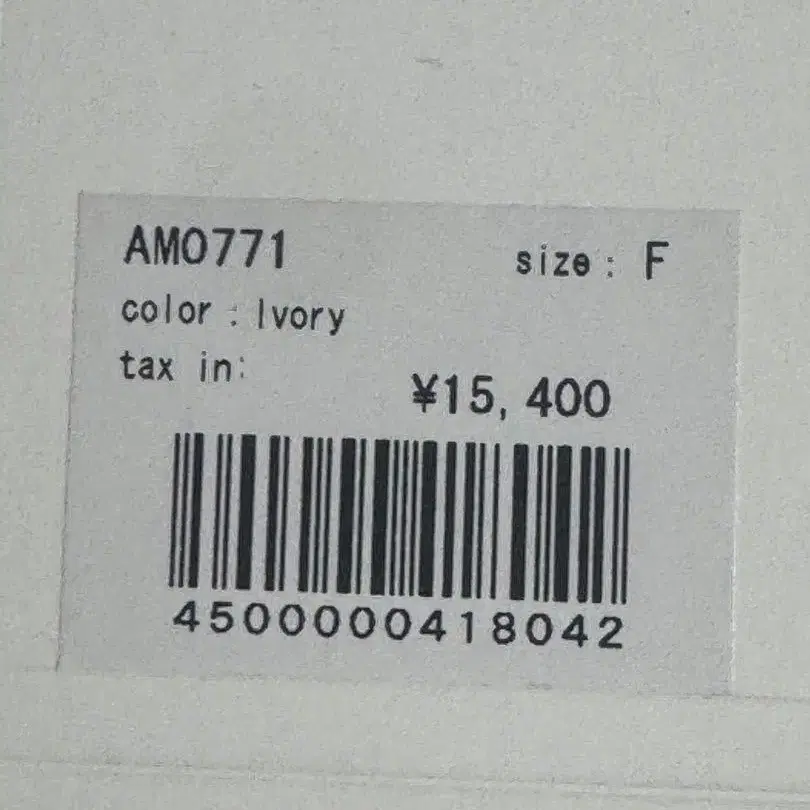 AM0771
size: F
color: Ivory
tax in:
¥15,400
4500000418042